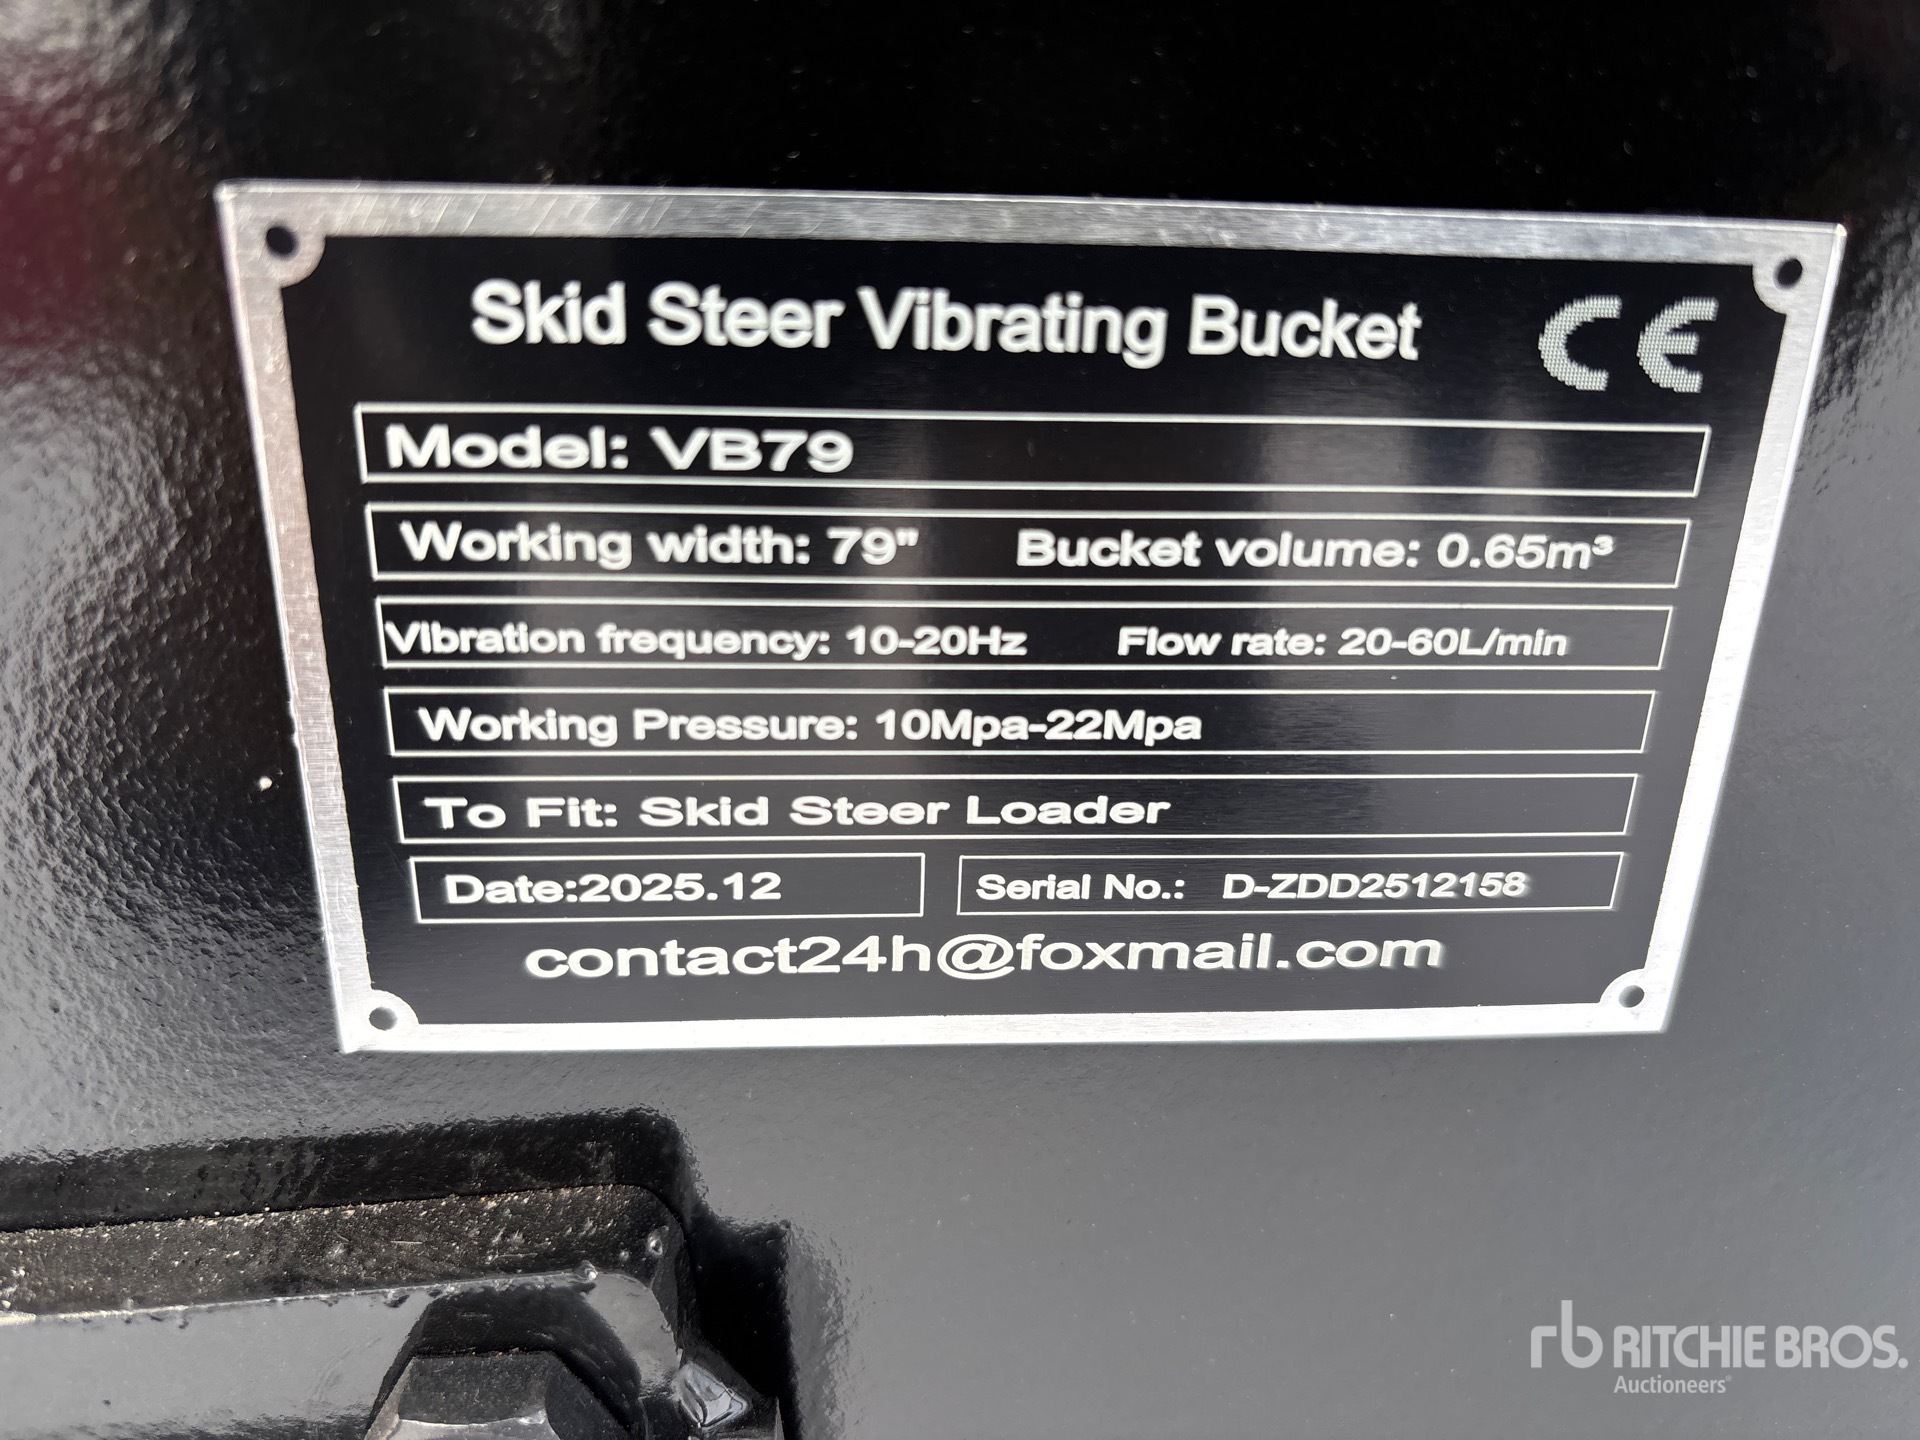 Skid Steer Vibrating Bucket CE
Model: VB79
Working width: 79" Bucket volume: 0.65m³
Vibration frequency: 10-20Hz Flow rate: 20-60L/min
Working Pressure: 10Mpa-22Mpa
To Fit: Skid Steer Loader
Date:2025.12 Serial No.: D-ZDD2512158
contact24h@foxmail.com
rb RITCHIE BROS.
Auctioneers